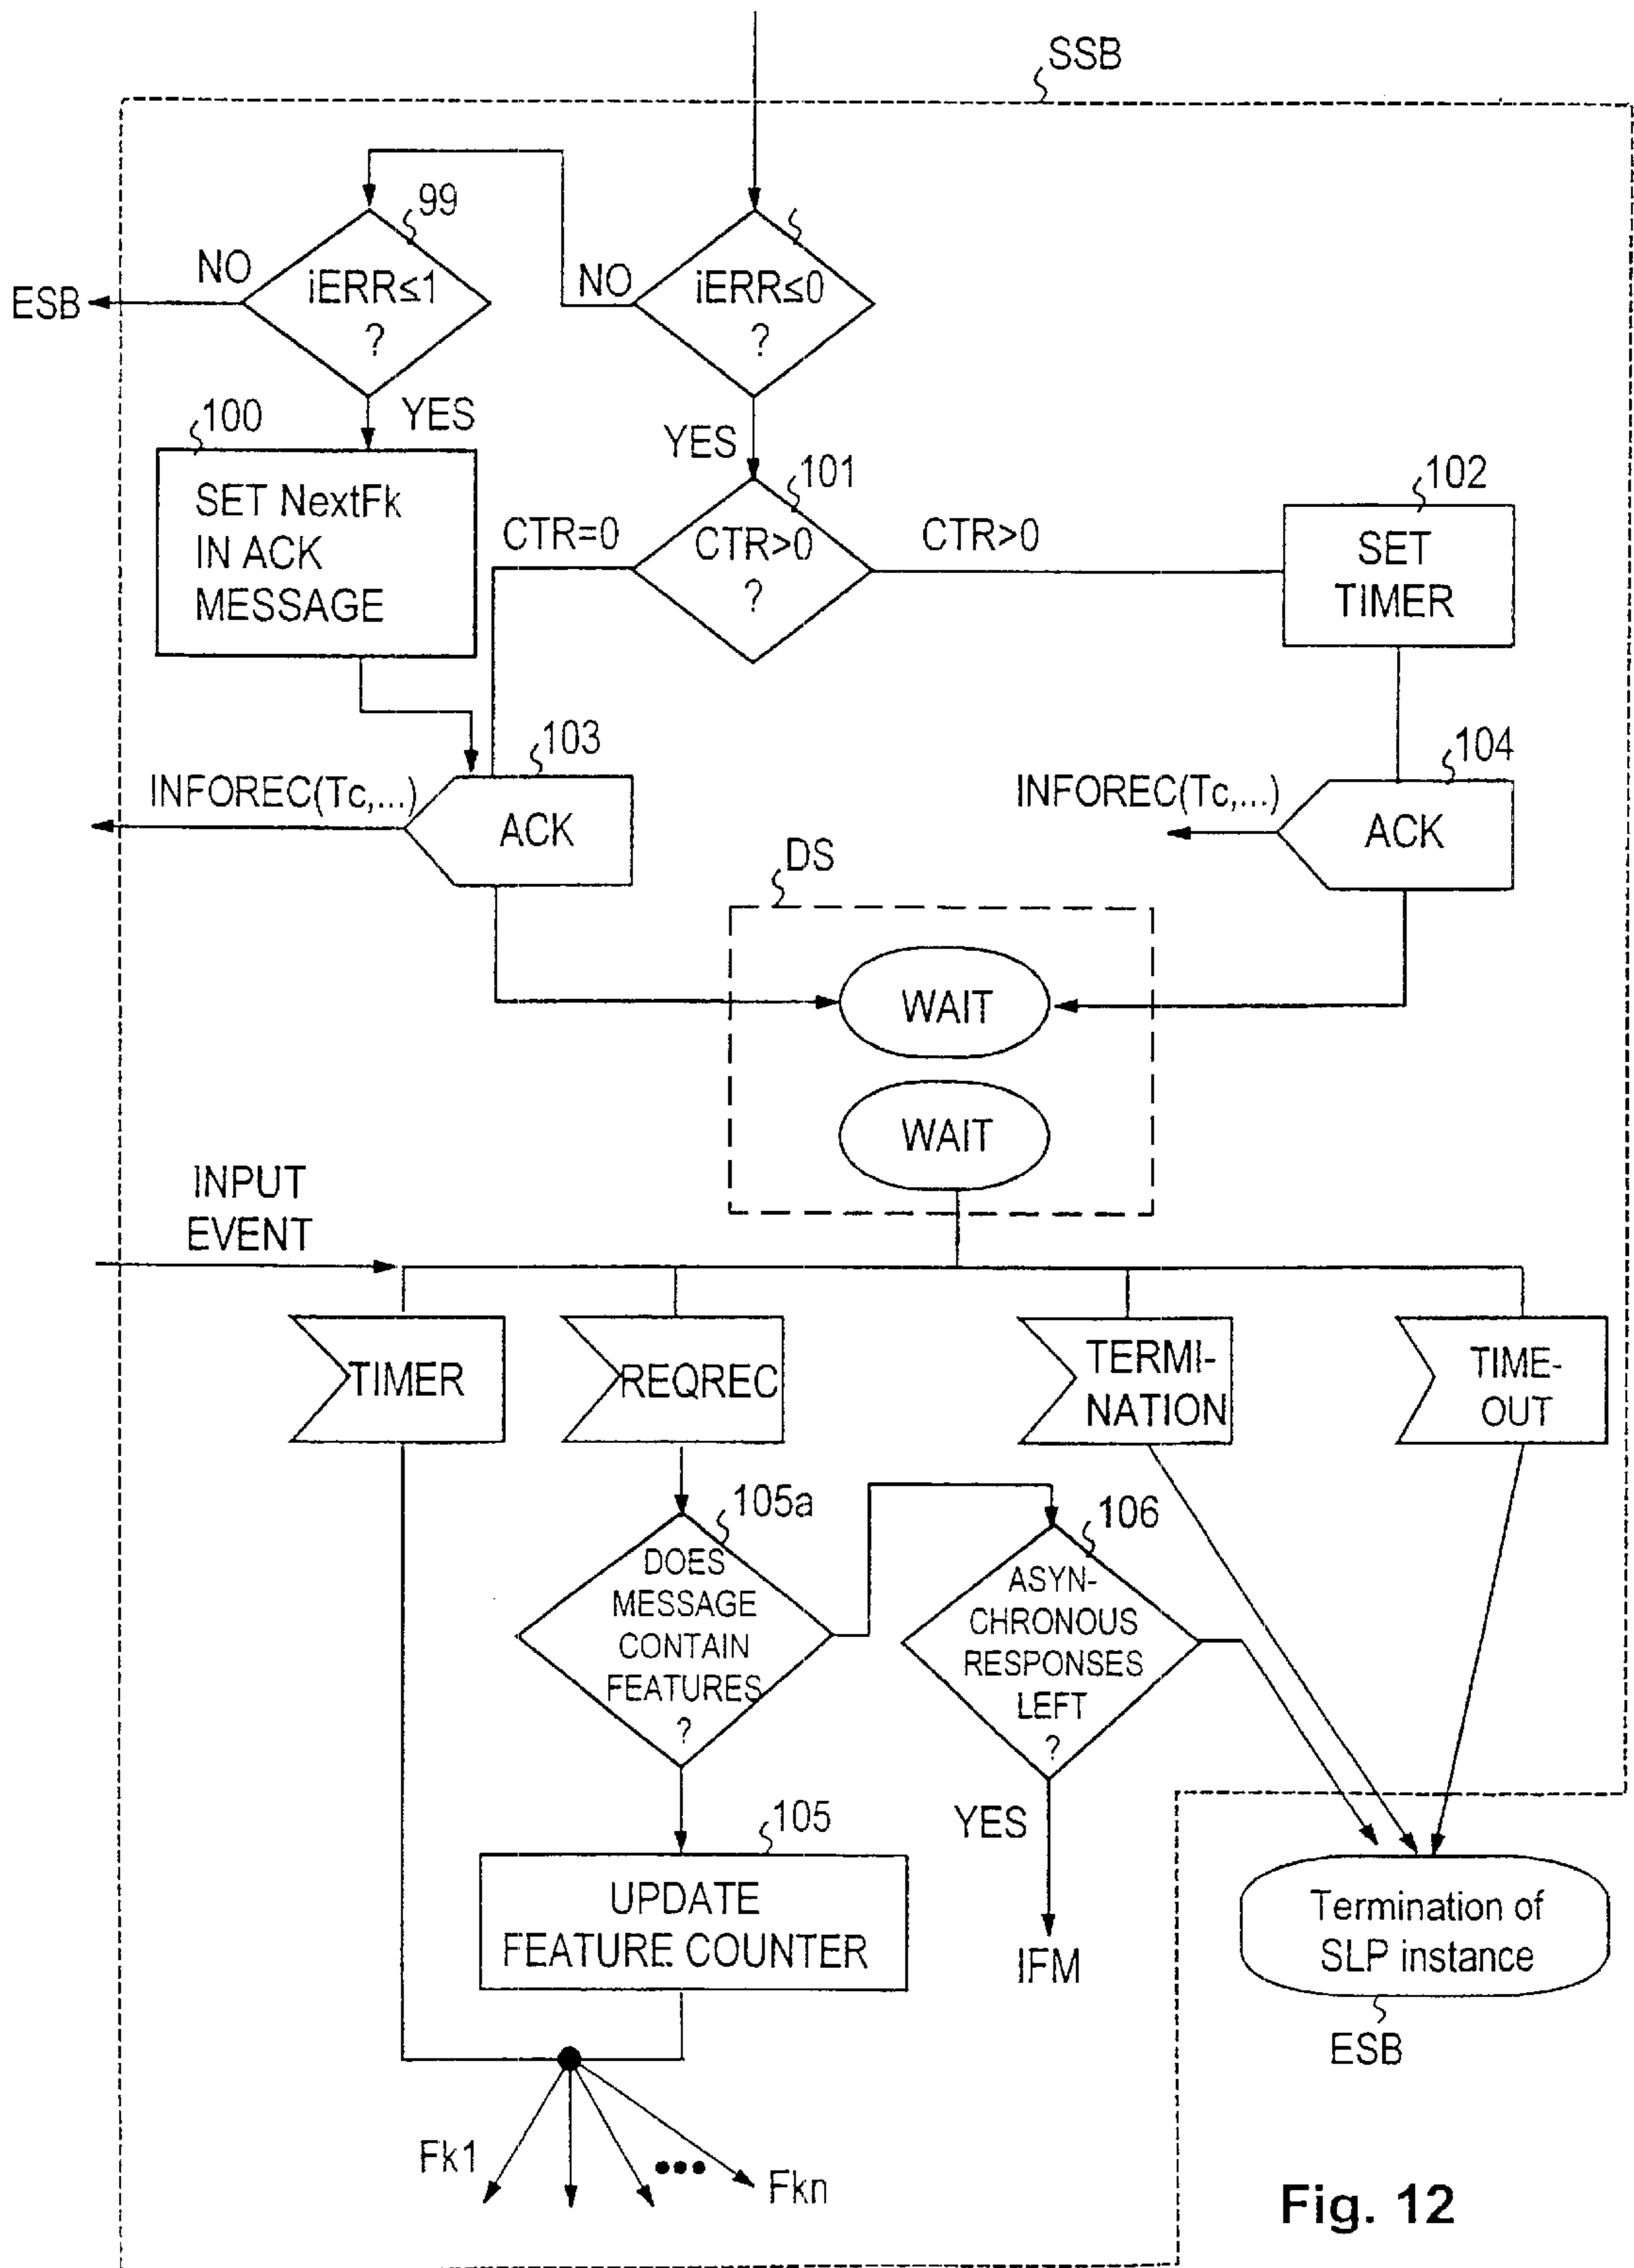 SSB
99
NO
iERR≤1
?
NO
iERR≤0
?
ESB
100
YES
YES
101
102
SET NextFk
IN ACK
MESSAGE
CTR=0
CTR>0
?
CTR>0
SET
TIMER
103
104
INFOREC(Tc,...)
ACK
INFOREC(Tc,...)
ACK
DS
WAIT
WAIT
INPUT
EVENT
TIMER
REQREC
TERMI-
NATION
TIME-
OUT
105a
DOES
MESSAGE
CONTAIN
FEATURES
?
106
ASYN-
CHRONOUS
RESPONSES
LEFT
?
YES
105
UPDATE
FEATURE COUNTER
IFM
Termination of
SLP instance
ESB
Fk1
•••
Fkn
Fig. 12